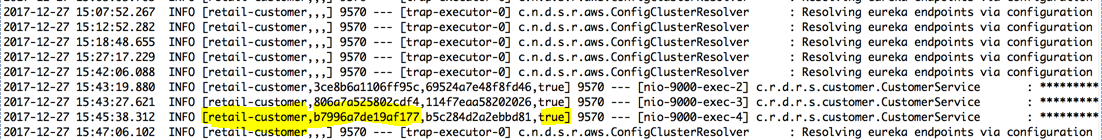 2017-12-27 15:07:52.267  INFO [retail-customer,,,] 9570 --- [trap-executor-0] c.n.d.s.r.aws.ConfigClusterResolver      : Resolving eureka endpoints via configuration
2017-12-27 15:12:52.282  INFO [retail-customer,,,] 9570 --- [trap-executor-0] c.n.d.s.r.aws.ConfigClusterResolver      : Resolving eureka endpoints via configuration
2017-12-27 15:18:48.655  INFO [retail-customer,,,] 9570 --- [trap-executor-0] c.n.d.s.r.aws.ConfigClusterResolver      : Resolving eureka endpoints via configuration
2017-12-27 15:27:17.229  INFO [retail-customer,,,] 9570 --- [trap-executor-0] c.n.d.s.r.aws.ConfigClusterResolver      : Resolving eureka endpoints via configuration
2017-12-27 15:42:06.088  INFO [retail-customer,,,] 9570 --- [trap-executor-0] c.n.d.s.r.aws.ConfigClusterResolver      : Resolving eureka endpoints via configuration
2017-12-27 15:43:19.880  INFO [retail-customer,3ce8b6a1106ff95c,69524a7e48f8fd46,true] 9570 --- [nio-9000-exec-2] c.r.d.r.s.customer.CustomerService       : *********
2017-12-27 15:43:27.621  INFO [retail-customer,806a7a525802cdf4,114f7eaa58202026,true] 9570 --- [nio-9000-exec-3] c.r.d.r.s.customer.CustomerService       : *********
2017-12-27 15:45:38.312  INFO [retail-customer,b7996a7de19af177,b5c284d2a2ebbd81,true] 9570 --- [nio-9000-exec-4] c.r.d.r.s.customer.CustomerService       : *********
2017-12-27 15:47:06.102  INFO [retail-customer,,,] 9570 --- [trap-executor-0] c.n.d.s.r.aws.ConfigClusterResolver      : Resolving eureka endpoints via configuration